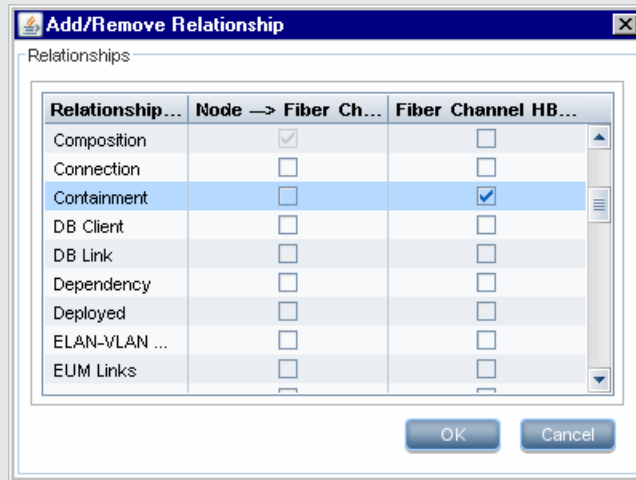 Add/Remove Relationship
Relationships
Relationship... Node —> Fiber Ch... Fiber Channel HB...
Composition
Connection
Containment
DB Client
DB Link
Dependency
Deployed
ELAN-VLAN ...
EUM Links
OK Cancel